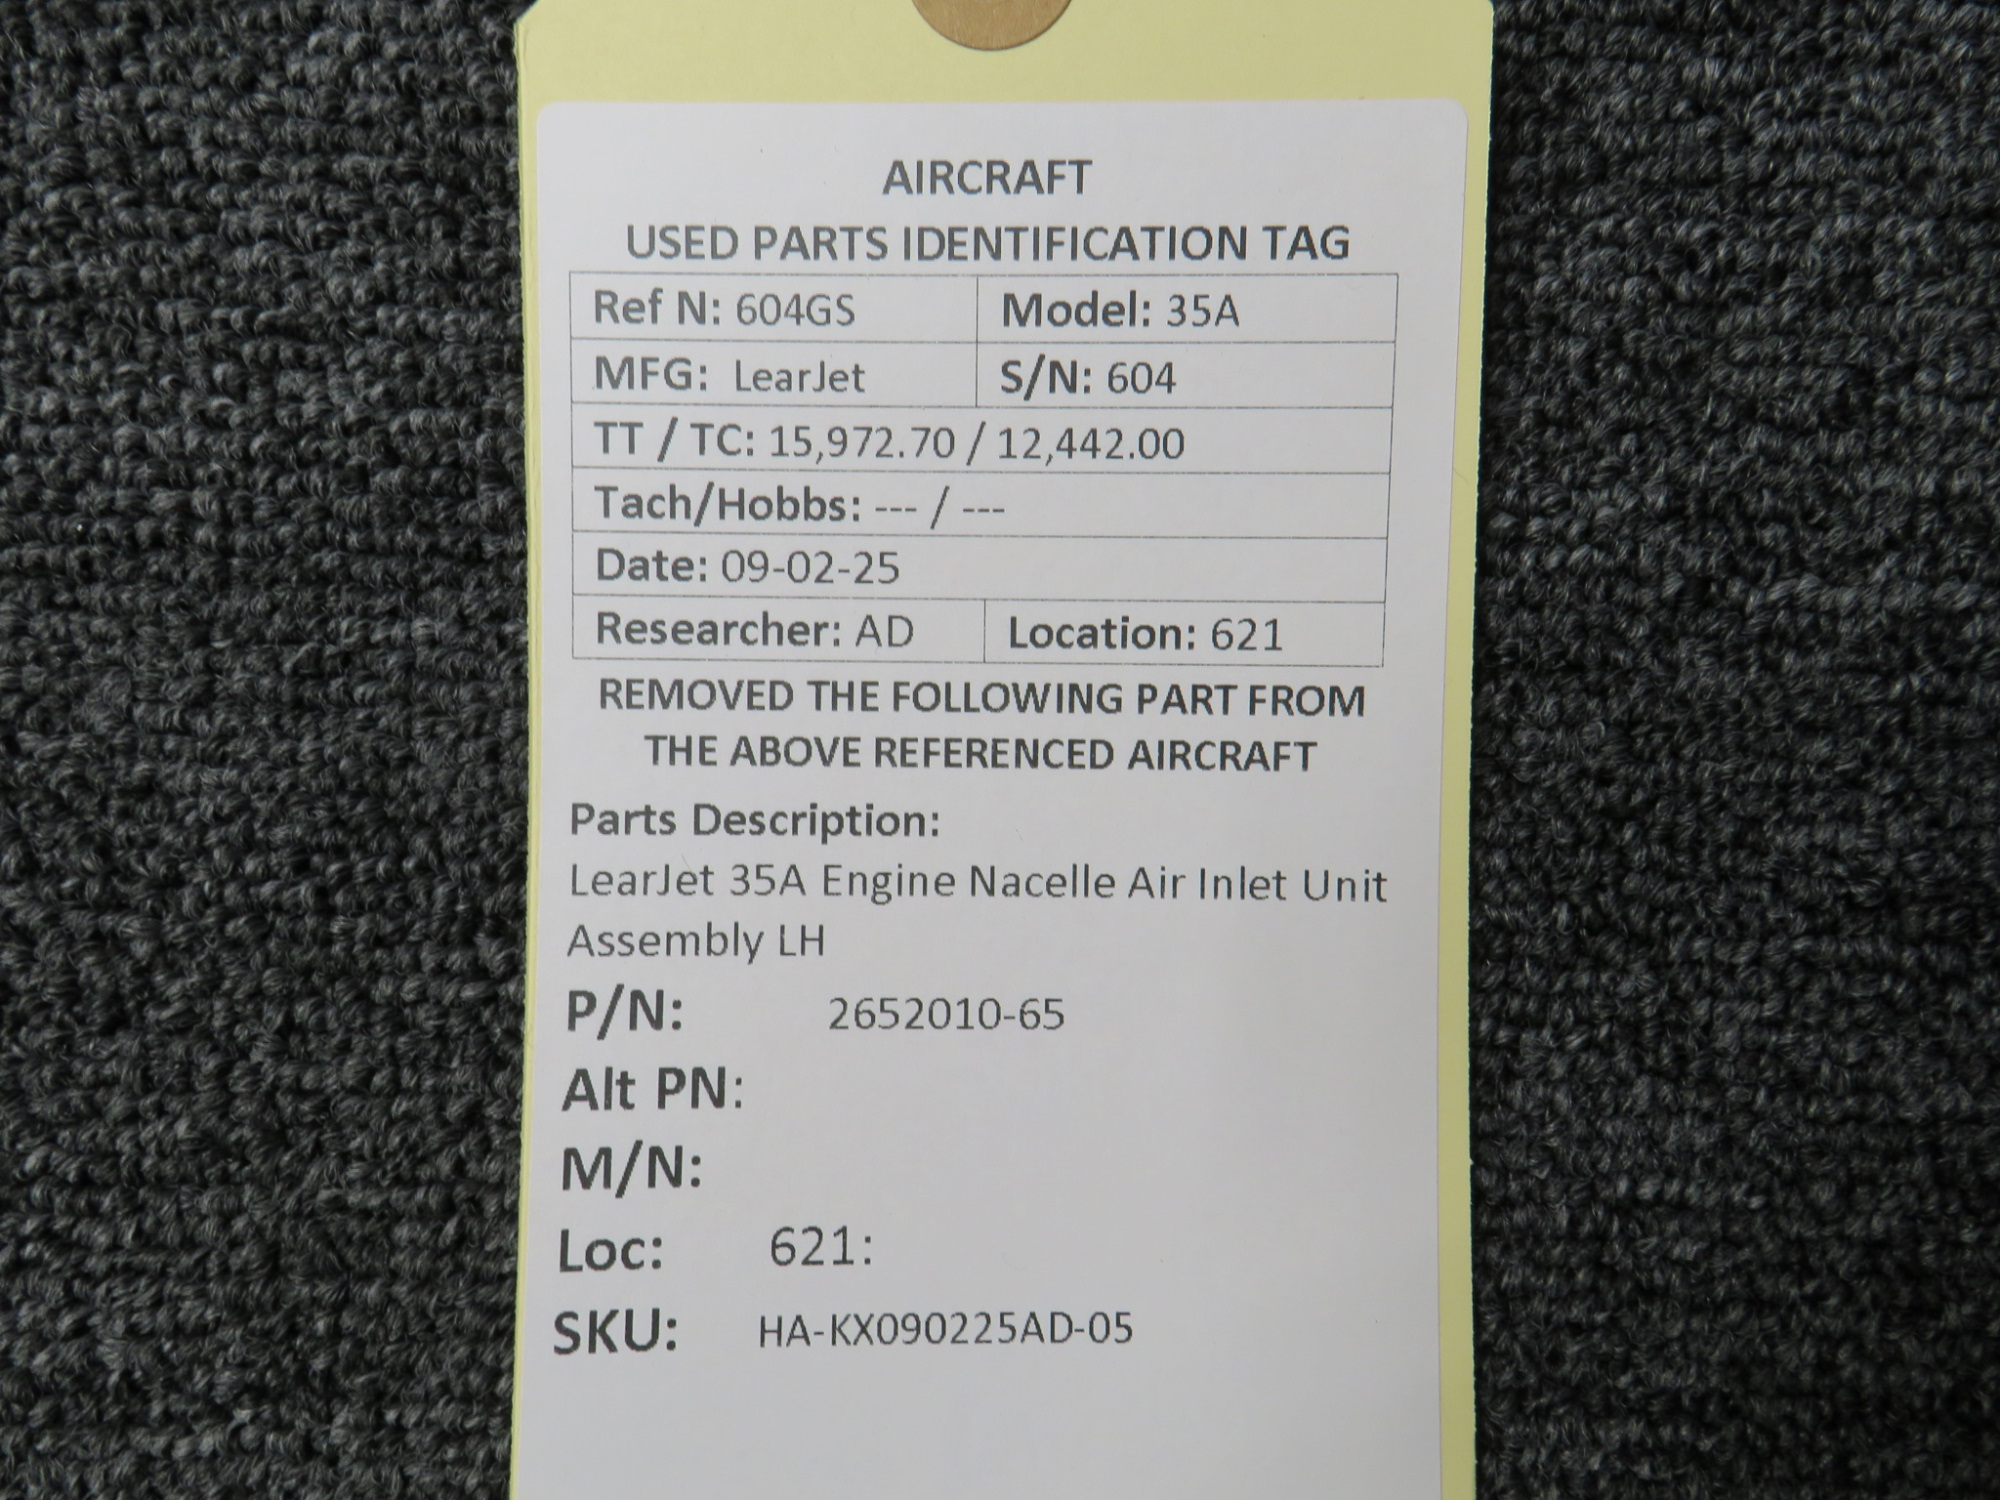 AIRCRAFT
USED PARTS IDENTIFICATION TAG
Ref N: 604GS Model: 35A
MFG: LearJet S/N: 604
TT / TC: 15,972.70 / 12,442.00
Tach/Hobbs: --- / ---
Date: 09-02-25
Researcher: AD Location: 621
REMOVED THE FOLLOWING PART FROM
THE ABOVE REFERENCED AIRCRAFT
Parts Description:
LearJet 35A Engine Nacelle Air Inlet Unit
Assembly LH
P/N: 2652010-65
Alt PN:
M/N:
Loc: 621:
SKU: HA-KX090225AD-05